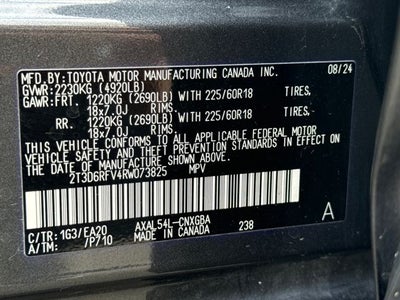 MFD.BY:TOYOTA MOTOR MANUFACTURING CANADA INC. 08/24
GVWR: 2230KG (4920LB)
GAWR:FRT. 1220KG (2690LB) WITH 225/60R18 TIRES,
18x7.0J RIMS,
RR. 1220KG (2690LB) WITH 225/60R18 TIRES,
18x7.0J RIMS.
THIS VEHICLE CONFORMS TO ALL APPLICABLE FEDERAL MOTOR
VEHICLE SAFETY AND THEFT PREVENTION STANDARDS IN EFFECT ON
THE DATE OF MANUFACTURE SHOWN ABOVE.
2T3D6RFV4RW073825 MPV
C/TR: 1G3/EA20 AXAL54L-CNXGBA 238 A
A/TM: /P710 MADE IN CANADA